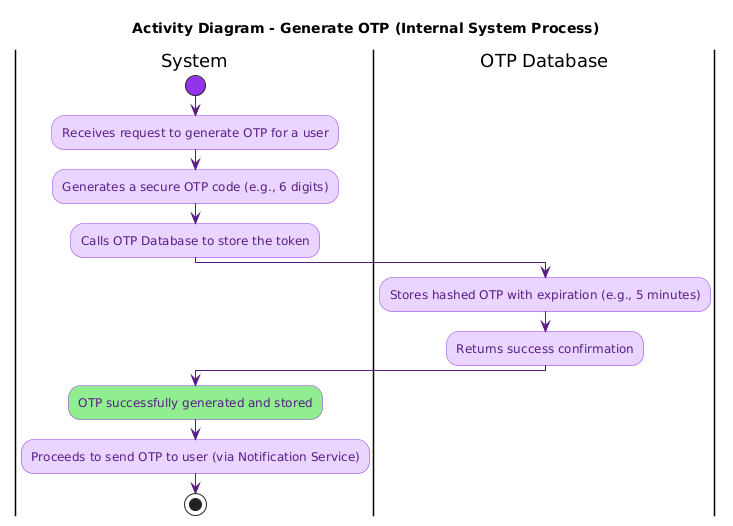 Activity Diagram - Generate OTP (Internal System Process)
System
OTP Database
Receives request to generate OTP for a user
Generates a secure OTP code (e.g., 6 digits)
Calls OTP Database to store the token
Stores hashed OTP with expiration (e.g., 5 minutes)
Returns success confirmation
OTP successfully generated and stored
Proceeds to send OTP to user (via Notification Service)